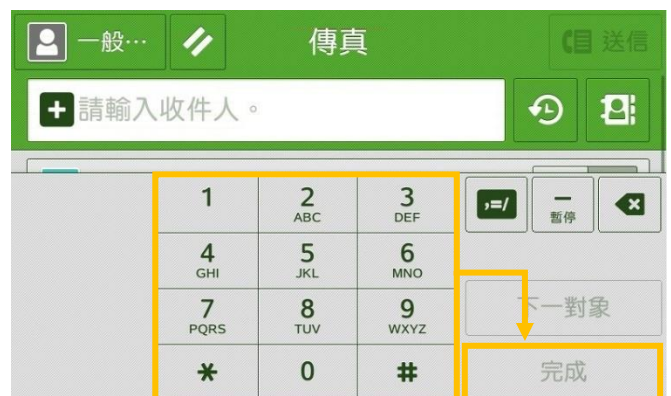 一般… 傳真 送信
請輸入收件人。
1 2 3 ,=/ 暫停
ABC DEF
4 5 6
GHI JKL MNO
下一對象
7 8 9
PQRS TUV WXYZ
* 0 # 完成